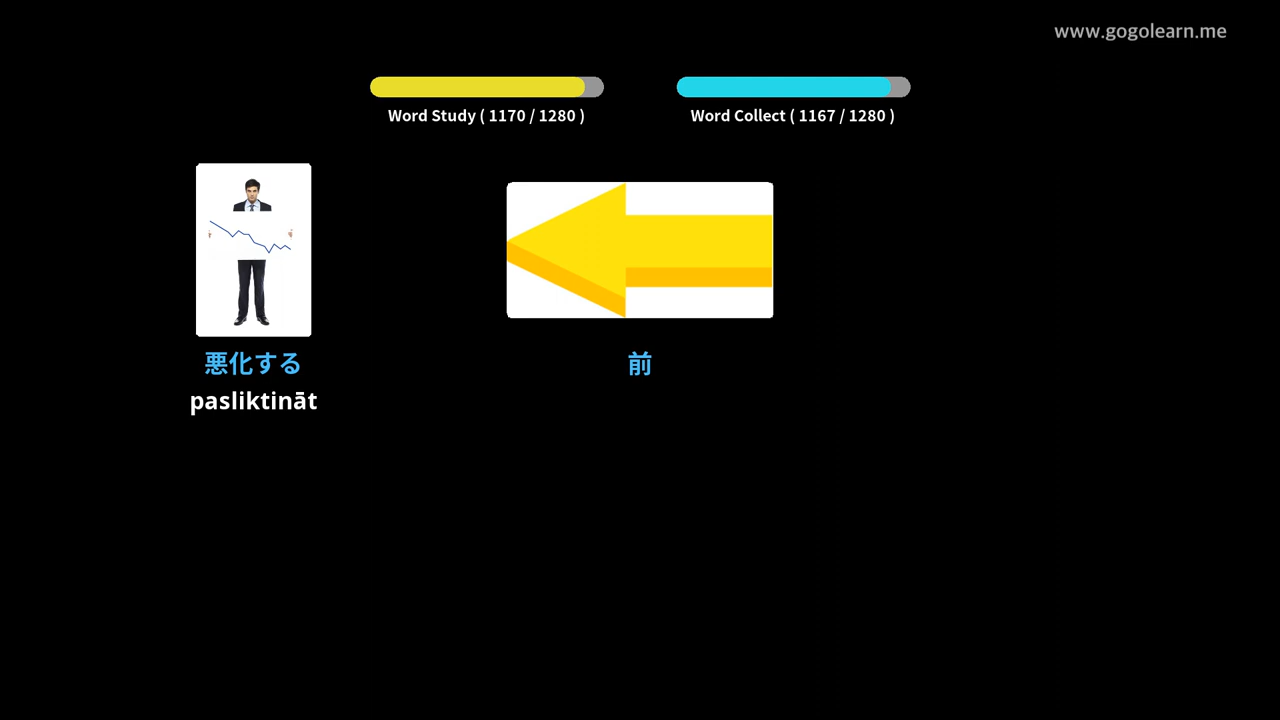 www.gogolearn.me
Word Study ( 1170 / 1280 )
Word Collect ( 1167 / 1280 )
悪化する
pasliktināt
前